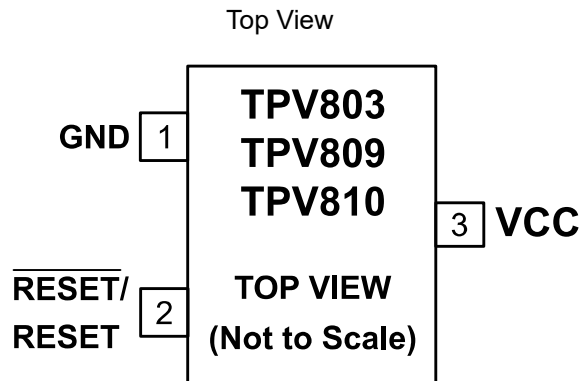 Top View
TPV803
TPV809
TPV810
GND 1
3 VCC
RESET/
RESET
2
TOP VIEW
(Not to Scale)